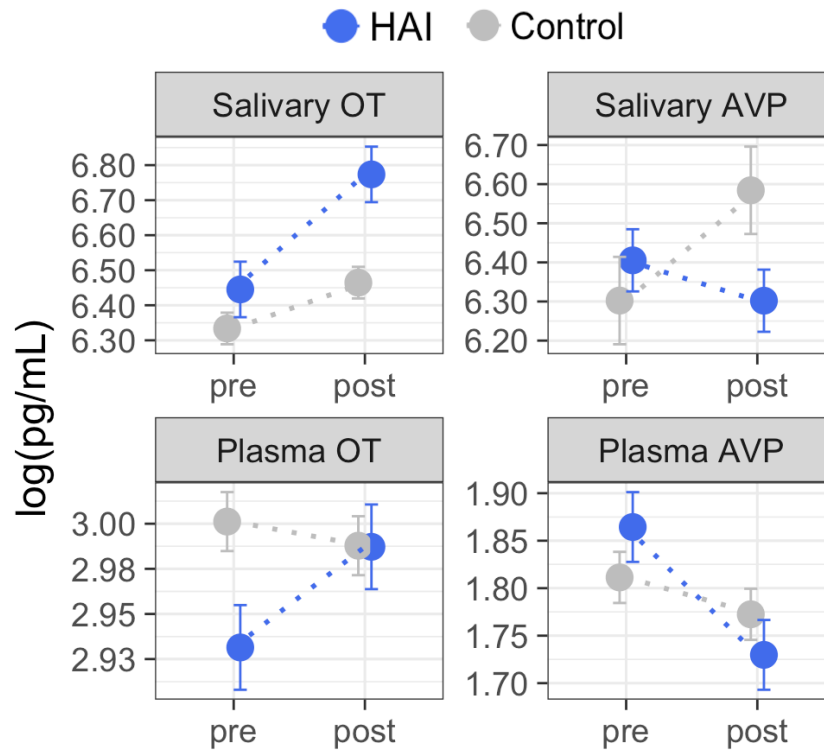 HAI Control
Salivary OT
Salivary AVP
6.80
6.70
6.60
6.50
6.40
6.30
6.70
6.60
6.50
6.40
6.30
6.20
pre post
pre post
log(pg/mL)
Plasma OT
Plasma AVP
3.00
2.98
2.95
2.93
1.90
1.85
1.80
1.75
1.70
pre post
pre post